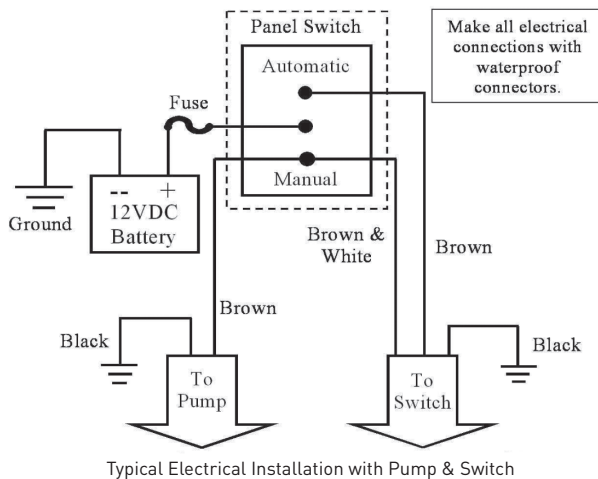 Panel Switch
Make all electrical
connections with
waterproof
connectors.
Automatic
Fuse
Manual
-- +
12VDC
Battery
Ground
Brown &
White
Brown
Brown
Black
Black
To
Pump
To
Switch
Typical Electrical Installation with Pump & Switch